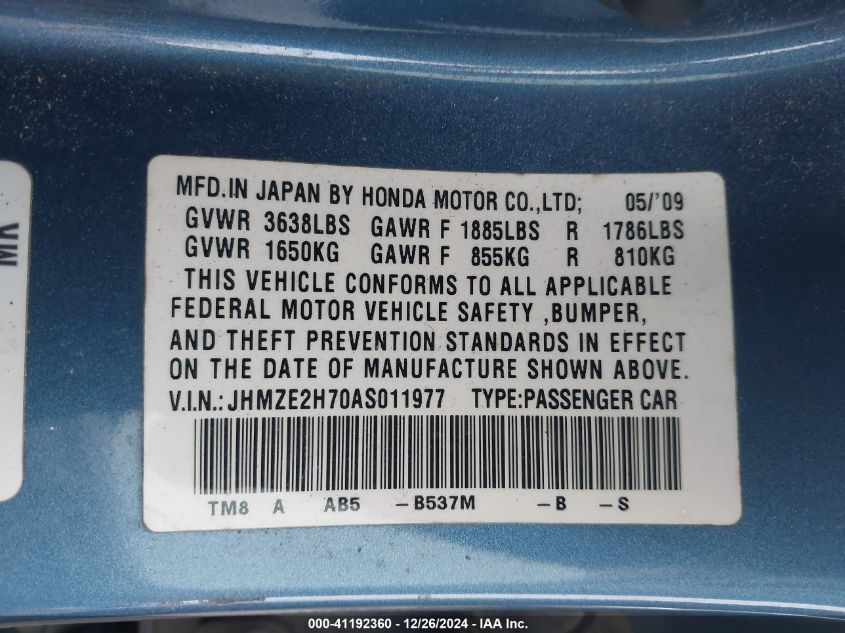 MFD.IN JAPAN BY HONDA MOTOR CO.,LTD; 05/'09
GVWR 3638LBS GAWR F 1885LBS R 1786LBS
GVWR 1650KG GAWR F 855KG R 810KG
THIS VEHICLE CONFORMS TO ALL APPLICABLE
FEDERAL MOTOR VEHICLE SAFETY ,BUMPER,
AND THEFT PREVENTION STANDARDS IN EFFECT
ON THE DATE OF MANUFACTURE SHOWN ABOVE.
V.I.N.: JHMZE2H70AS011977 TYPE:PASSENGER CAR
TM8 A AB5 -B537M -B -S
000-41192360 - 12/26/2024 - IAA Inc.